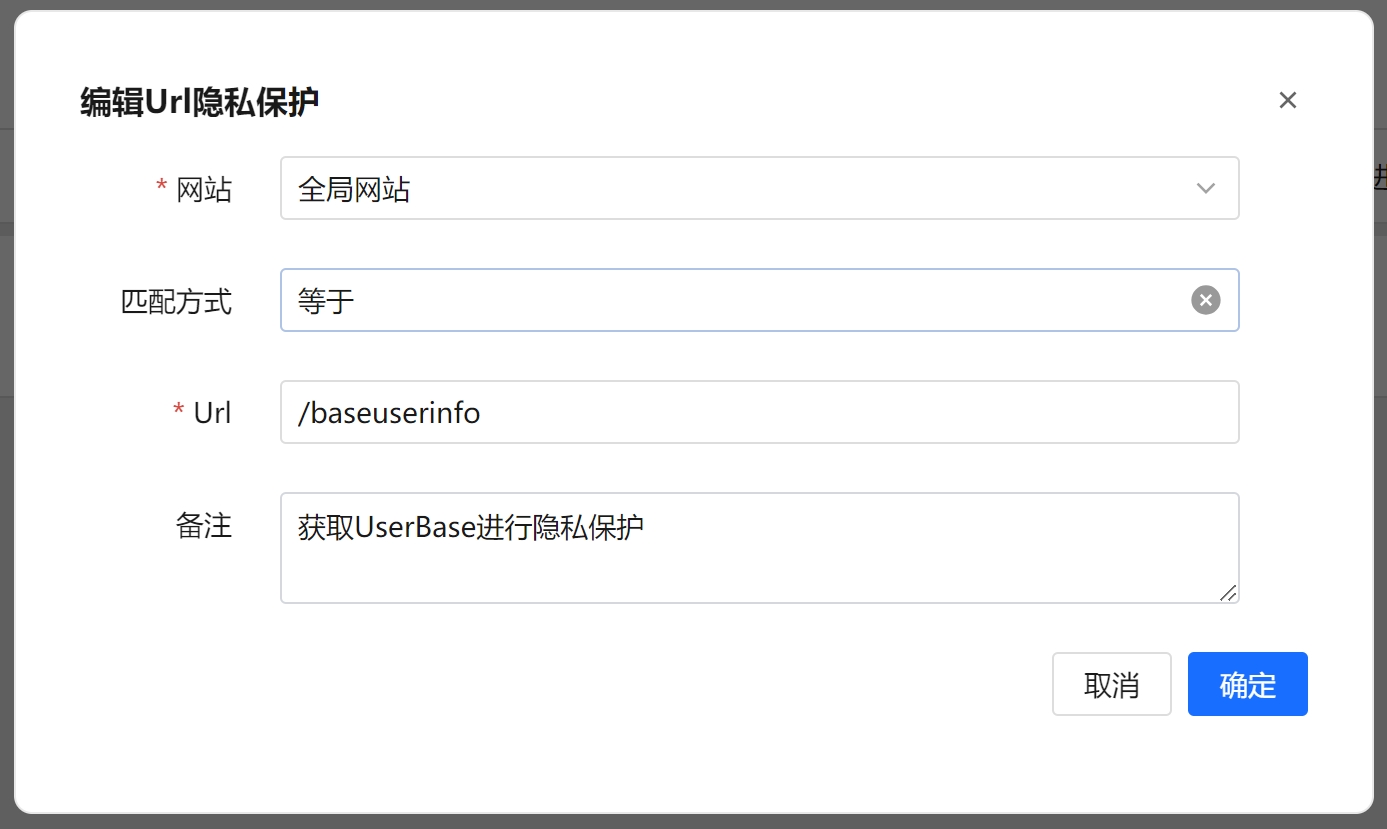 编辑Url隐私保护
* 网站
全局网站
匹配方式
等于
* Url
/baseuserinfo
备注
获取UserBase进行隐私保护
取消
确定